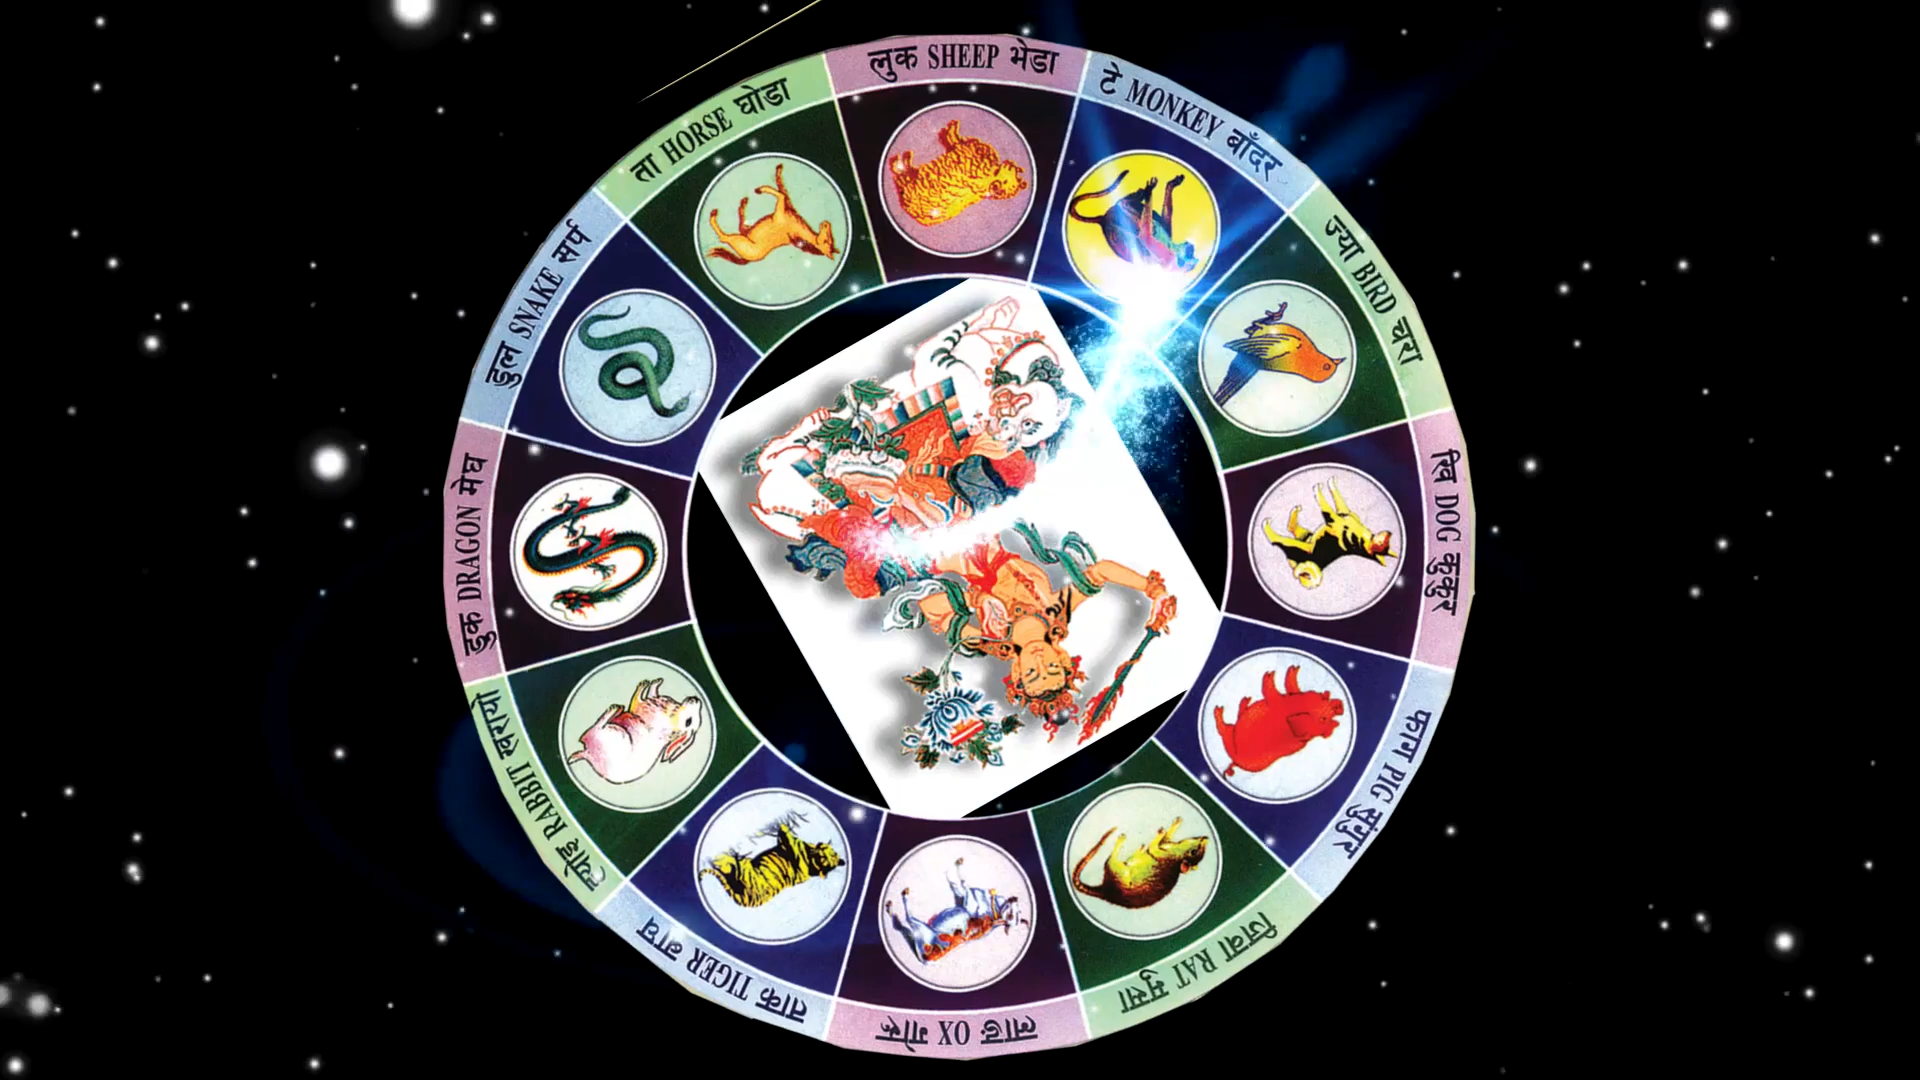 लुक SHEEP भेडा
टे MONKEY बाँदर
ज्या BIRD चरा
खि DOG कुकुर
फाग PIG सुंगुर
जिवा RAT मुसा
लाङ OX गोरु
ताक TIGER बाघ
RABBIT खरायो
डुक DRAGON मेघ
डुल SNAKE सर्प
ता HORSE घोडा